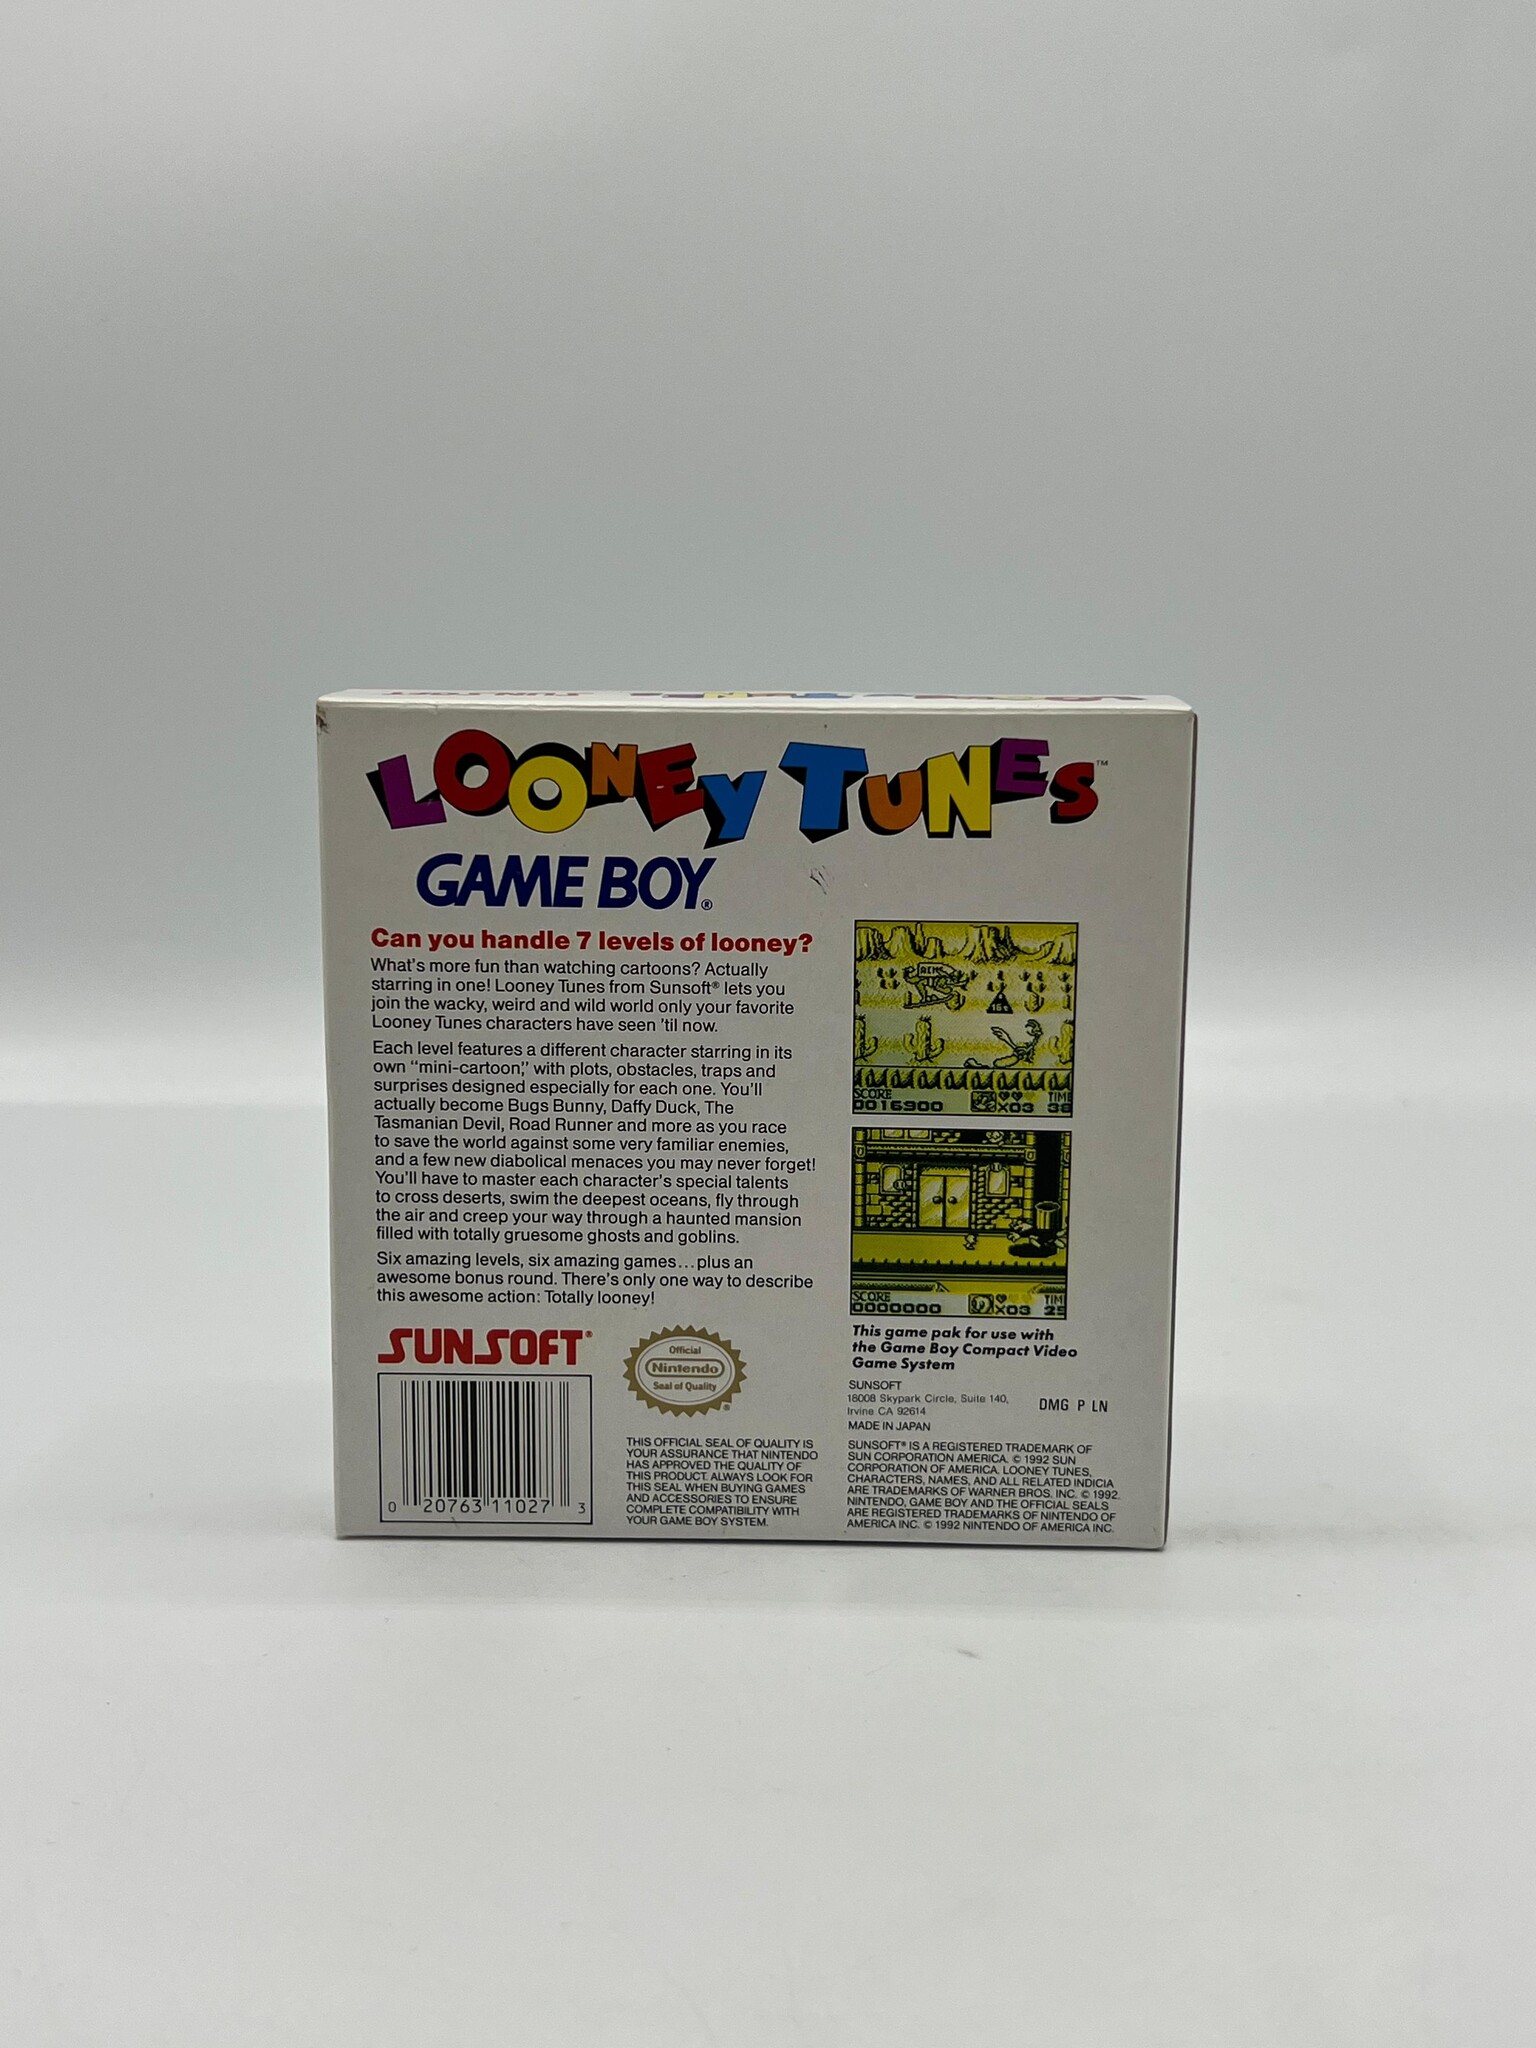 LOONEY TUNES™
GAME BOY®
Can you handle 7 levels of looney?
What's more fun than watching cartoons? Actually
starring in one! Looney Tunes from Sunsoft® lets you
join the wacky, weird and wild world only your favorite
Looney Tunes characters have seen 'til now.
Each level features a different character starring in its
own “mini-cartoon,” with plots, obstacles, traps and
surprises designed especially for each one. You'll
actually become Bugs Bunny, Daffy Duck, The
Tasmanian Devil, Road Runner and more as you race
to save the world against some very familiar enemies,
and a few new diabolical menaces you may never forget!
You'll have to master each character's special talents
to cross deserts, swim the deepest oceans, fly through
the air and creep your way through a haunted mansion
filled with totally gruesome ghosts and goblins.
Six amazing levels, six amazing games...plus an
awesome bonus round. There's only one way to describe
this awesome action: Totally looney!
SUNSOFT®
0 20763 11027 3
Official
Nintendo
Seal of Quality
®
THIS OFFICIAL SEAL OF QUALITY IS
YOUR ASSURANCE THAT NINTENDO
HAS APPROVED THE QUALITY OF
THIS PRODUCT. ALWAYS LOOK FOR
THIS SEAL WHEN BUYING GAMES
AND ACCESSORIES TO ENSURE
COMPLETE COMPATIBILITY WITH
YOUR GAME BOY SYSTEM.
SCORE TIME
0016900 X03 38
SCORE TIM
0000000 X03 25
This game pak for use with
the Game Boy Compact Video
Game System
SUNSOFT
18008 Skypark Circle, Suite 140,
Irvine CA 92614
MADE IN JAPAN
DMG P LN
SUNSOFT® IS A REGISTERED TRADEMARK OF
SUN CORPORATION AMERICA. © 1992 SUN
CORPORATION OF AMERICA. LOONEY TUNES,
CHARACTERS, NAMES, AND ALL RELATED INDICIA
ARE TRADEMARKS OF WARNER BROS. INC. © 1992.
NINTENDO, GAME BOY AND THE OFFICIAL SEALS
ARE REGISTERED TRADEMARKS OF NINTENDO OF
AMERICA INC. © 1992 NINTENDO OF AMERICA INC.